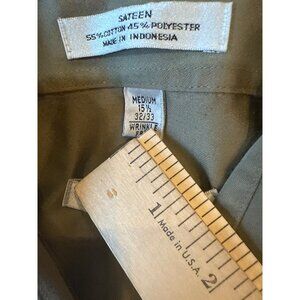 SATEEN
55% COTTON 45% POLYESTER
MADE IN INDONESIA
MEDIUM
15½
32/33
WRINKLE
1
Made in U.S.A.
2